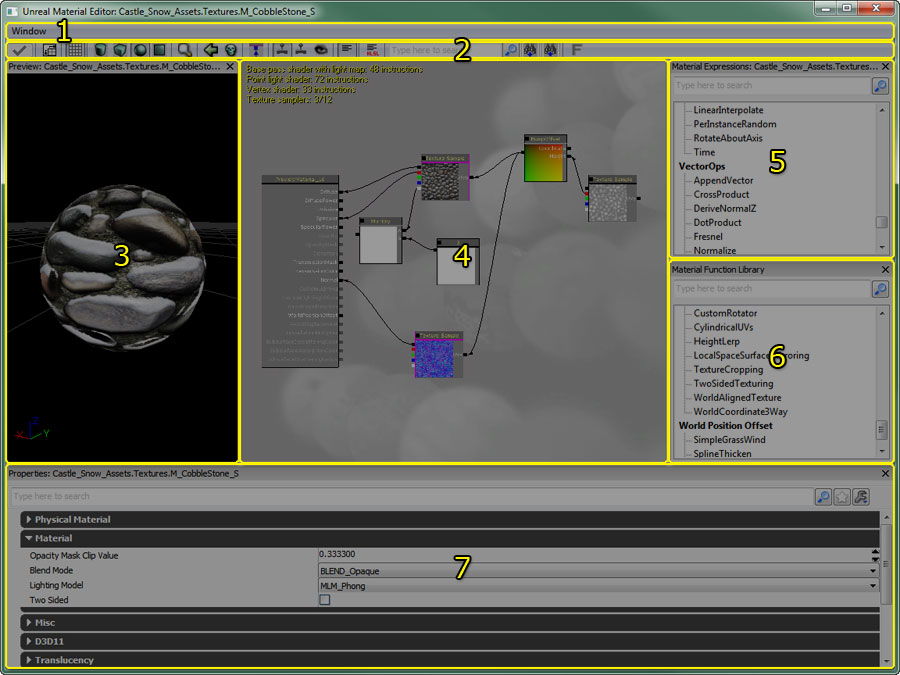 Unreal Material Editor: Castle_Snow_Assets.Textures.M_CobbleStone_S
Window
1
Type here to search
2
Preview: Castle_Snow_Assets.Textures.M_CobbleSto...
3
Base pass shader with light map: 48 instructions
Point light shader: 72 instructions
Vertex shader: 39 instructions
Texture samplers: 3/12
Texture Sample
Texture Sample
Texture Sample
Normal
4
Material Expressions: Castle_Snow_Assets.Textures...
Type here to search
LinearInterpolate
PerInstanceRandom
RotateAboutAxis
Time
VectorOps
AppendVector
CrossProduct
DeriveNormalZ
DotProduct
Fresnel
Normalize
5
Material Function Library
Type here to search
CustomRotator
CylindricalUVs
HeightLerp
TextureCropping
TwoSidedTexturing
WorldAlignedTexture
WorldCoordinate3Way
World Position Offset
SimpleGrassWind
SplineThicken
6
X Y Z
Properties: Castle_Snow_Assets.Textures.M_CobbleStone_S
Type here to search
Physical Material
Material
Opacity Mask Clip Value 0.333300
Blend Mode BLEND_Opaque
Lighting Model MLM_Phong
Two Sided
Misc
D3D11
Translucency
7